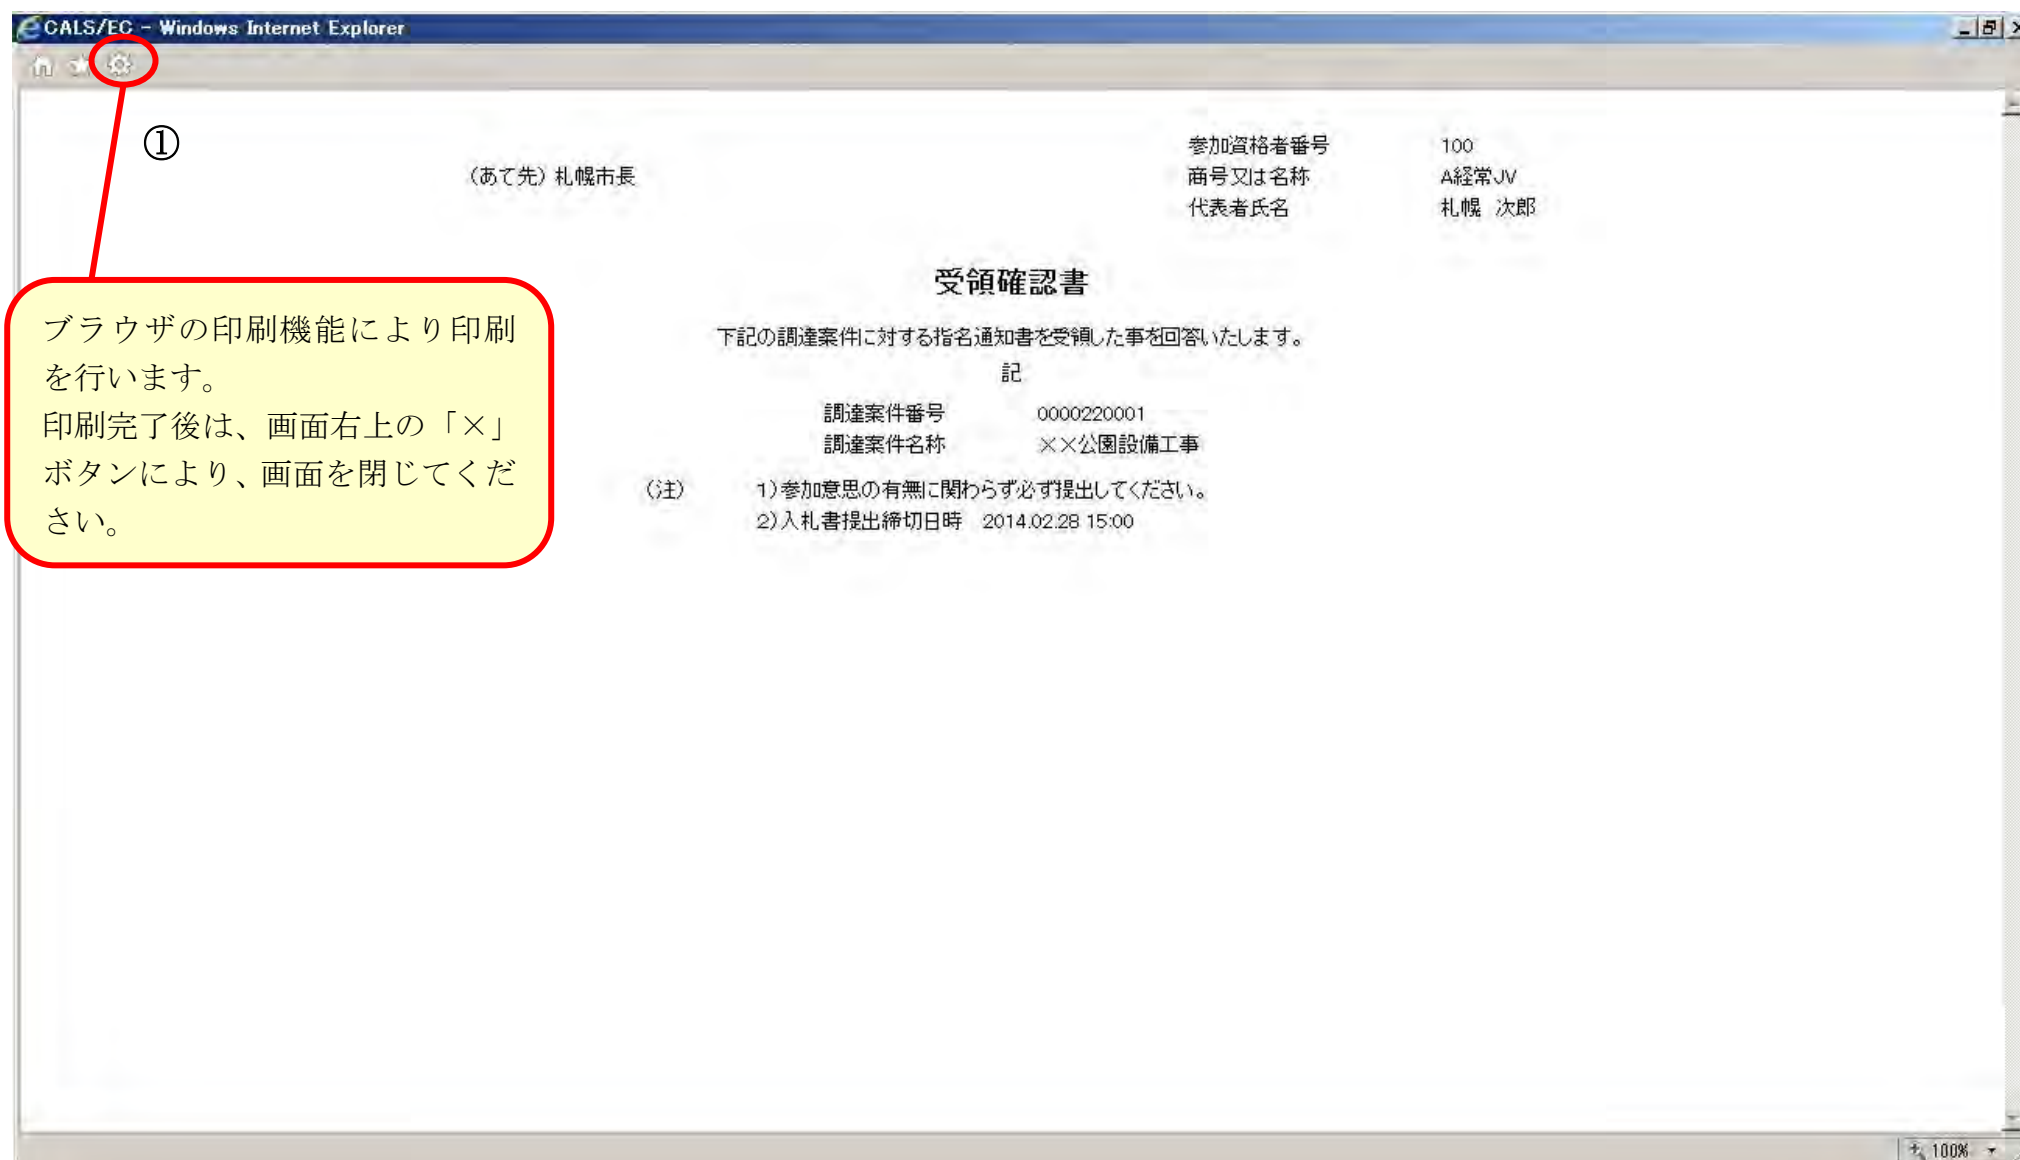 CALS/EC - Windows Internet Explorer
①
参加資格者番号 100
(あて先) 札幌市長
商号又は名称 A経常JV
代表者氏名 札幌 次郎
受領確認書
下記の調達案件に対する指名通知書を受領した事を回答いたします。
記
調達案件番号 0000220001
調達案件名称 ××公園設備工事
(注) 1)参加意思の有無に関わらず必ず提出してください。
2)入札書提出締切日時 2014.02.28 15:00
ブラウザの印刷機能により印刷
を行います。
印刷完了後は、画面右上の「×」
ボタンにより、画面を閉じてくだ
さい。
100%